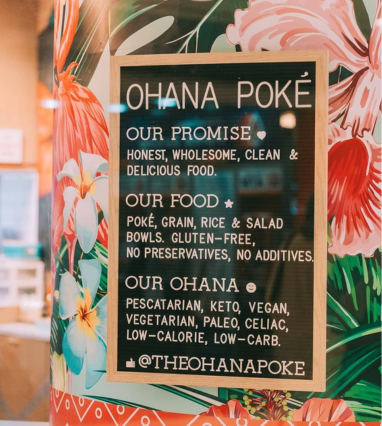 OHANA POKÉ
OUR PROMISE
HONEST, WHOLESOME, CLEAN &
DELICIOUS FOOD.
OUR FOOD
POKÉ, GRAIN, RICE & SALAD
BOWLS. GLUTEN-FREE,
NO PRESERVATIVES, NO ADDITIVES.
OUR OHANA
PESCATARIAN, KETO, VEGAN,
VEGETARIAN, PALEO, CELIAC,
LOW-CALORIE, LOW-CARB.
@THEOHANAPOKE